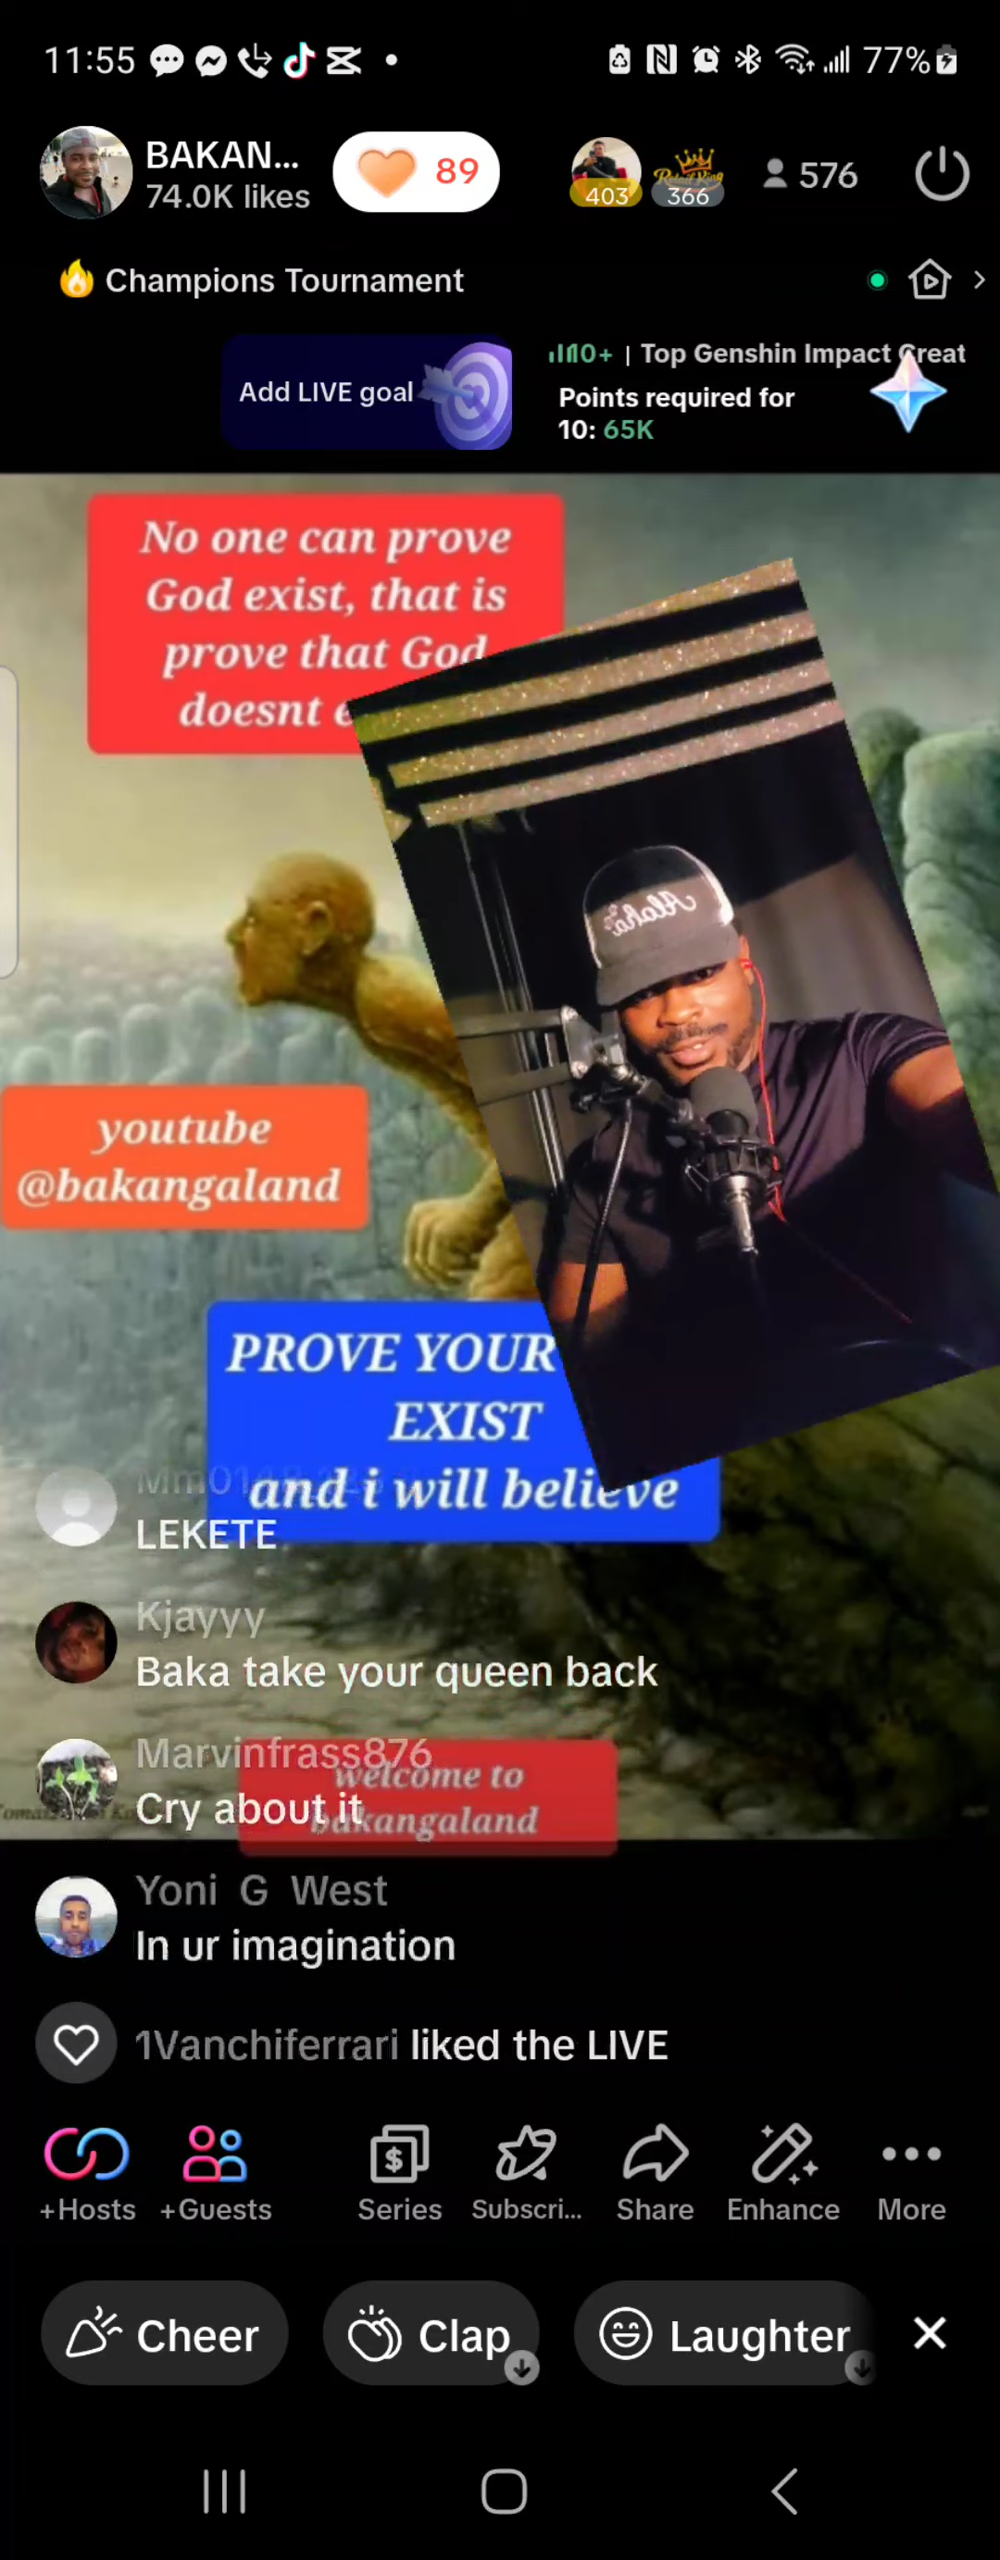 11:55
77%
BAKAN...
74.0K likes
89
403
366
576
Champions Tournament
Add LIVE goal
10+ | Top Genshin Impact Creat
Points required for
10: 65K
No one can prove
God exist, that is
prove that God
doesnt e
Aloha
youtube
@bakangaland
PROVE YOUR
EXIST
and i will believe
LEKETE
Kjayyy
Baka take your queen back
Marvinfrass876
Cry about it
welcome to
bakangaland
Yoni G West
In ur imagination
1Vanchiferrari liked the LIVE
+Hosts
+Guests
Series
Subscri...
Share
Enhance
More
Cheer
Clap
Laughter